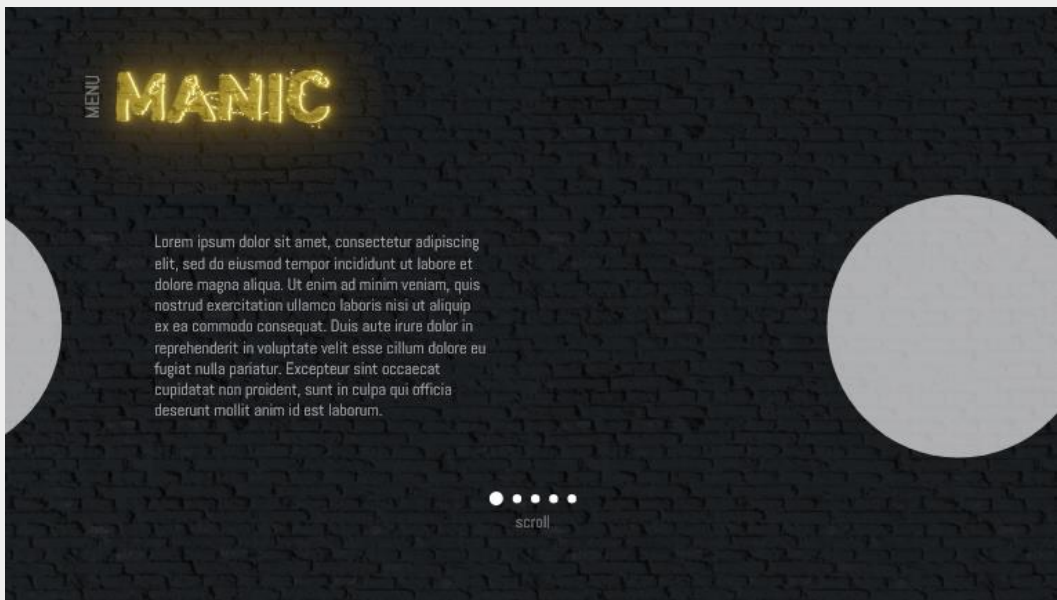 MENU
MANIC
Lorem ipsum dolor sit amet, consectetur adipiscing
elit, sed do eiusmod tempor incididunt ut labore et
dolore magna aliqua. Ut enim ad minim veniam, quis
nostrud exercitation ullamco laboris nisi ut aliquip
ex ea commodo consequat. Duis aute irure dolor in
reprehenderit in voluptate velit esse cillum dolore eu
fugiat nulla pariatur. Excepteur sint occaecat
cupidatat non proident, sunt in culpa qui officia
deserunt mollit anim id est laborum.
scroll